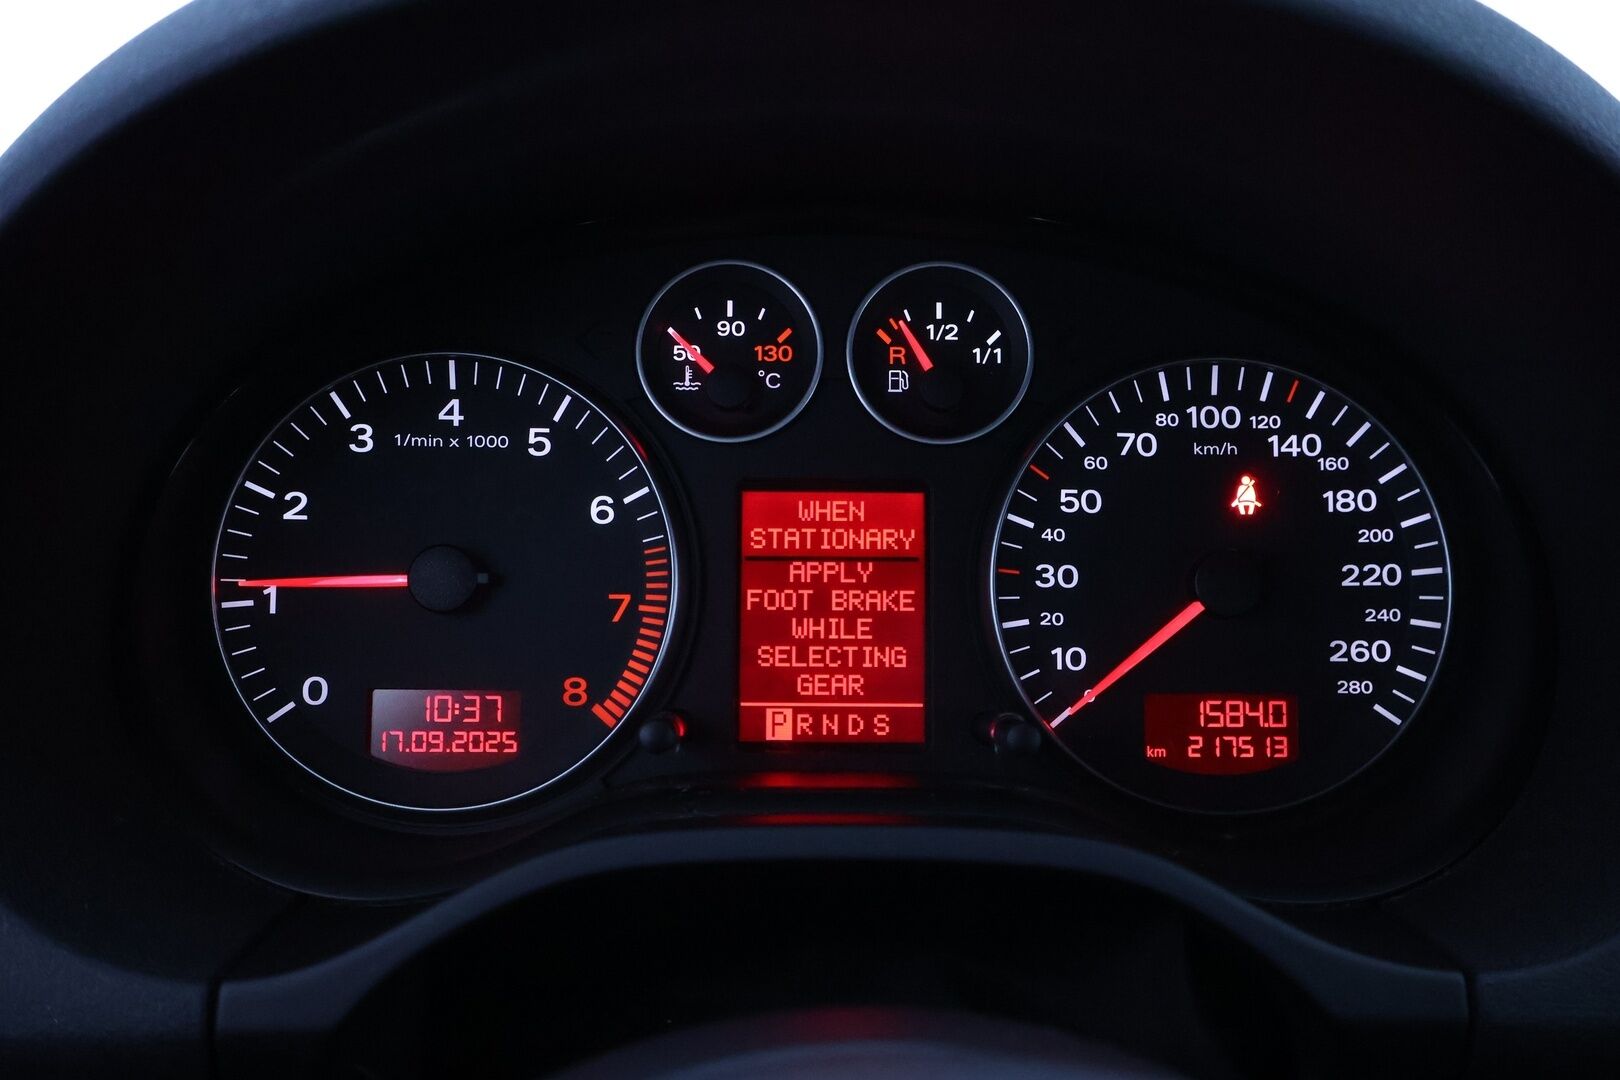 50
90
130
°C
R
1/2
1/1
0
1
2
3
4
5
6
7
8
1/min x 1000
10:37
17.09.2025
WHEN
STATIONARY
APPLY
FOOT BRAKE
WHILE
SELECTING
GEAR
P R N D S
0
10
20
30
40
50
60
70
80
100
120
140
160
180
200
220
240
260
280
km/h
1584.0
km 217513